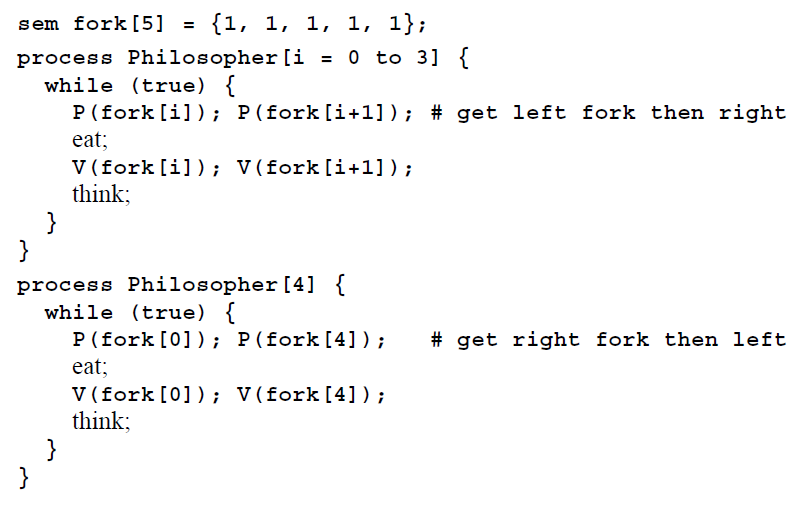 sem fork[5] = {1, 1, 1, 1, 1};
process Philosopher[i = 0 to 3] {
while (true) {
P(fork[i]); P(fork[i+1]); # get left fork then right
eat;
V(fork[i]); V(fork[i+1]);
think;
}
}
process Philosopher[4] {
while (true) {
P(fork[0]); P(fork[4]); # get right fork then left
eat;
V(fork[0]); V(fork[4]);
think;
}
}